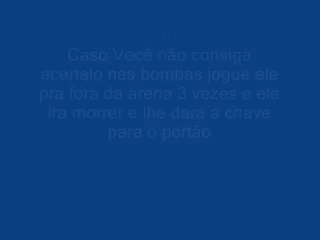 Caso Você não consiga
acertalo nas bombas jogue ele
pra fora da arena 3 vezes e ele
ira morrer e lhe dara a chave
para o portão